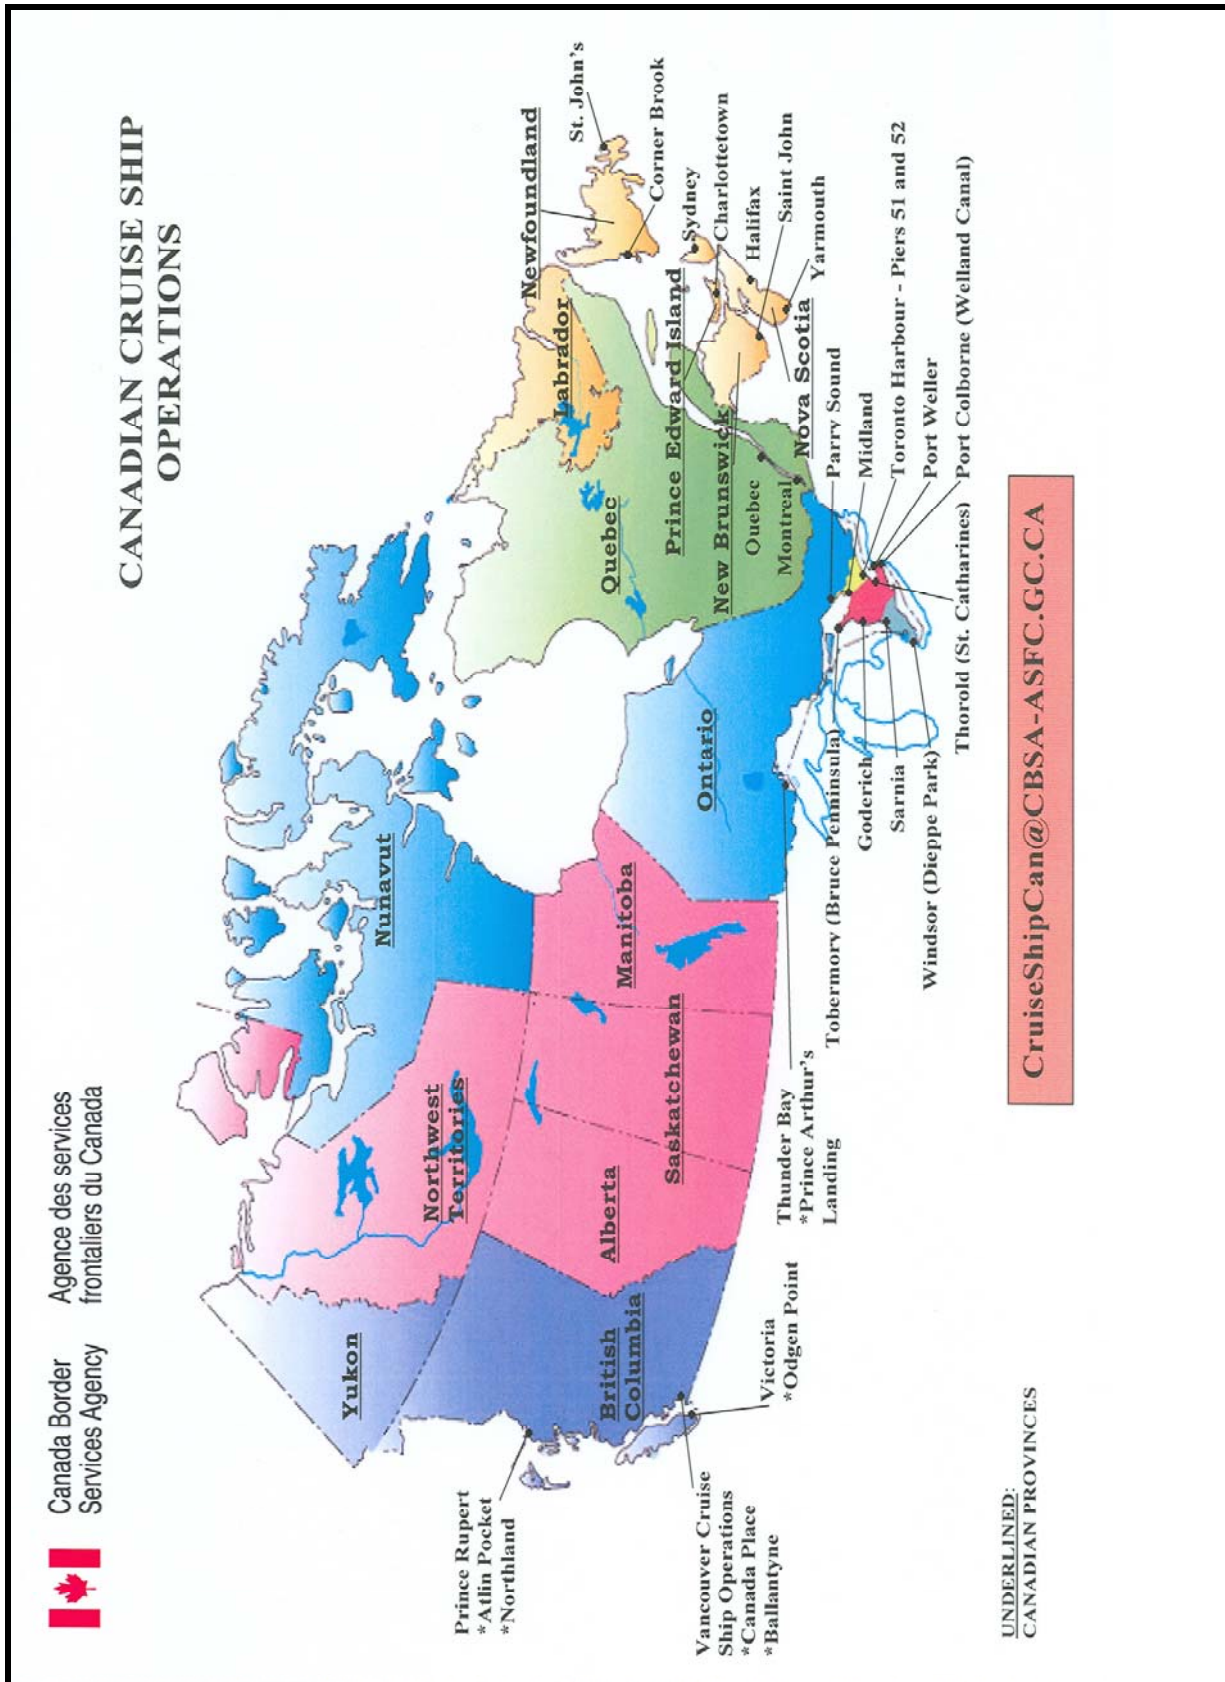 Canada Border
Services Agency
Agence des services
frontaliers du Canada
CANADIAN CRUISE SHIP
OPERATIONS
Yukon
Northwest
Territories
Nunavut
British
Columbia
Alberta
Saskatchewan
Manitoba
Ontario
Quebec
Labrador
Newfoundland
St. John's
Corner Brook
Prince Edward Island
Sydney
Charlottetown
New Brunswick
Halifax
Saint John
Nova Scotia
Yarmouth
Quebec
Montreal
Prince Rupert
*Atlin Pocket
*Northland
Vancouver Cruise
Ship Operations
*Canada Place
*Ballantyne
Victoria
*Odgen Point
Thunder Bay
*Prince Arthur's
Landing
Tobermory (Bruce Penninsula)
Goderich
Sarnia
Windsor (Dieppe Park)
Parry Sound
Midland
Toronto Harbour - Piers 51 and 52
Port Weller
Port Colborne (Welland Canal)
Thorold (St. Catharines)
CruiseShipCan@CBSA-ASFC.GC.CA
UNDERLINED:
CANADIAN PROVINCES